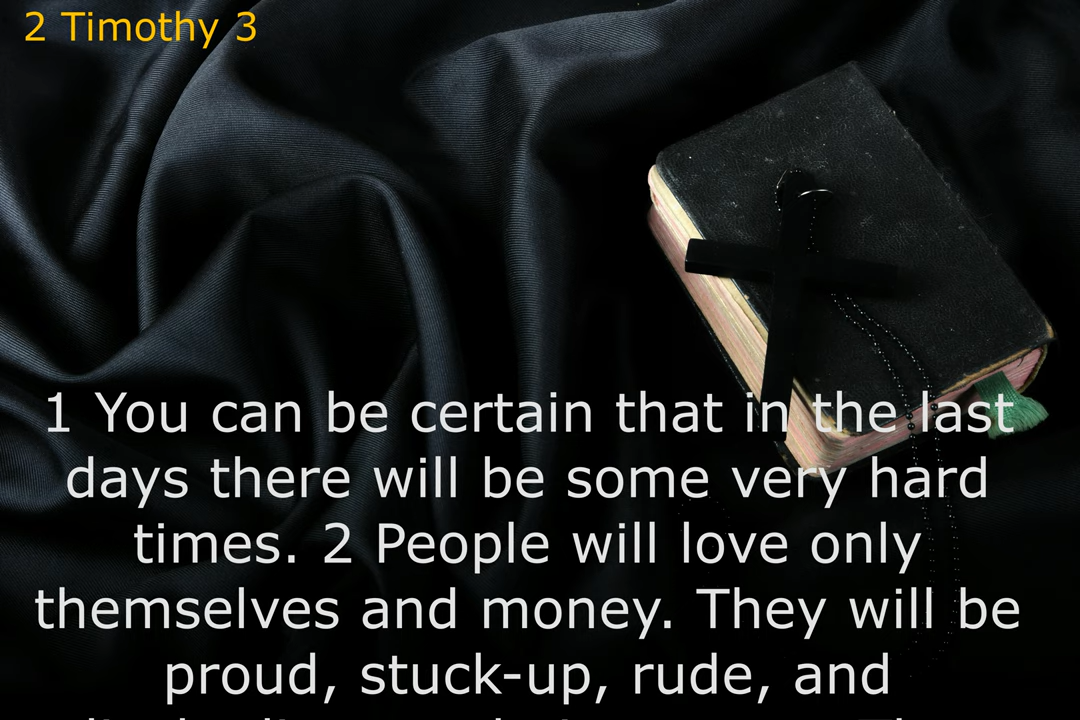 2 Timothy 3
1 You can be certain that in the last
days there will be some very hard
times. 2 People will love only
themselves and money. They will be
proud, stuck-up, rude, and